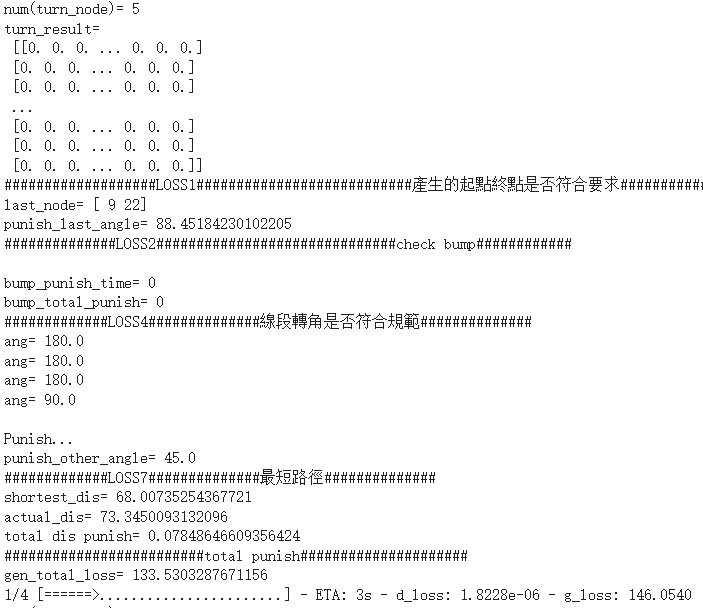 num(turn_node)= 5
turn_result=
[[0. 0. 0. ... 0. 0. 0.]
[0. 0. 0. ... 0. 0. 0.]
[0. 0. 0. ... 0. 0. 0.]
...
[0. 0. 0. ... 0. 0. 0.]
[0. 0. 0. ... 0. 0. 0.]
[0. 0. 0. ... 0. 0. 0.]]
###################LOSS1###########################產生的起點終點是否符合要求###########
last_node= [ 9 22]
punish_last_angle= 88.45184230102205
##############LOSS2##############################check bump############
bump_punish_time= 0
bump_total_punish= 0
#############LOSS4##############線段轉角是否符合規範##############
ang= 180.0
ang= 180.0
ang= 180.0
ang= 90.0
Punish...
punish_other_angle= 45.0
#############LOSS7##############最短路徑##############
shortest_dis= 68.00735254367721
actual_dis= 73.3450093132096
total dis punish= 0.07848646609356424
#########################total punish#####################
gen_total_loss= 133.5303287671156
1/4 [======>.......................] - ETA: 3s - d_loss: 1.8228e-06 - g_loss: 146.0540